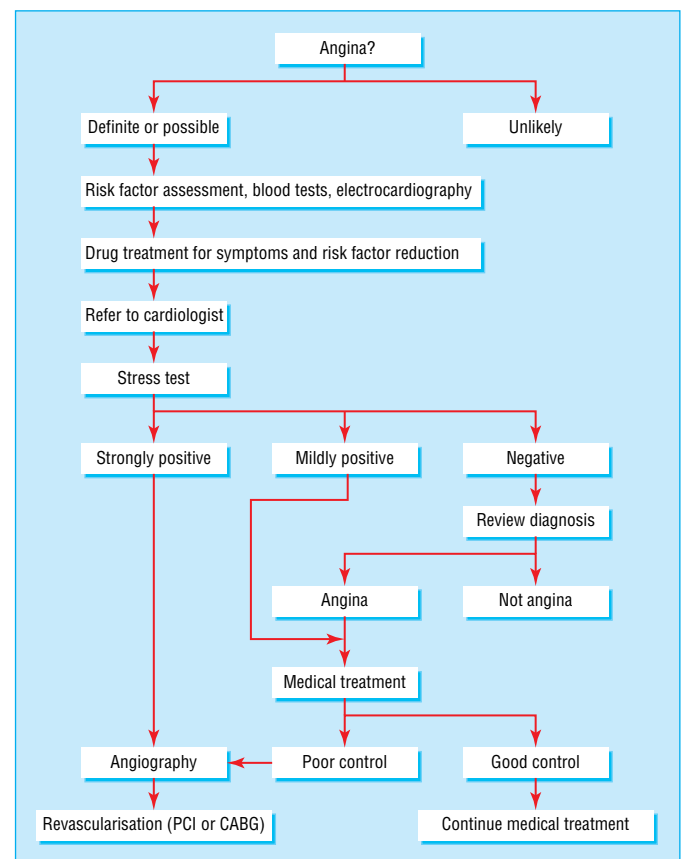 Angina?
Definite or possible
Unlikely
Risk factor assessment, blood tests, electrocardiography
Drug treatment for symptoms and risk factor reduction
Refer to cardiologist
Stress test
Strongly positive
Mildly positive
Negative
Review diagnosis
Angina
Not angina
Medical treatment
Angiography
Poor control
Good control
Revascularisation (PCI or CABG)
Continue medical treatment